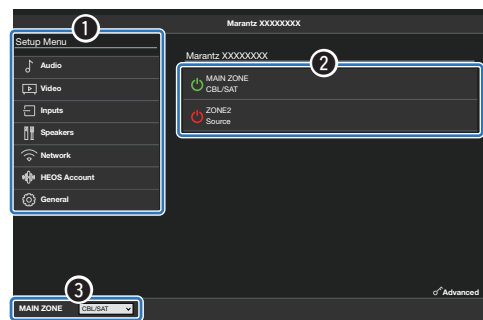 Marantz XXXXXXXX
1
Setup Menu
Audio
Video
Inputs
Speakers
Network
HEOS Account
General
Marantz XXXXXXXX
2
MAIN ZONE
CBL/SAT
ZONE2
Source
Advanced
3
MAIN ZONE CBL/SAT